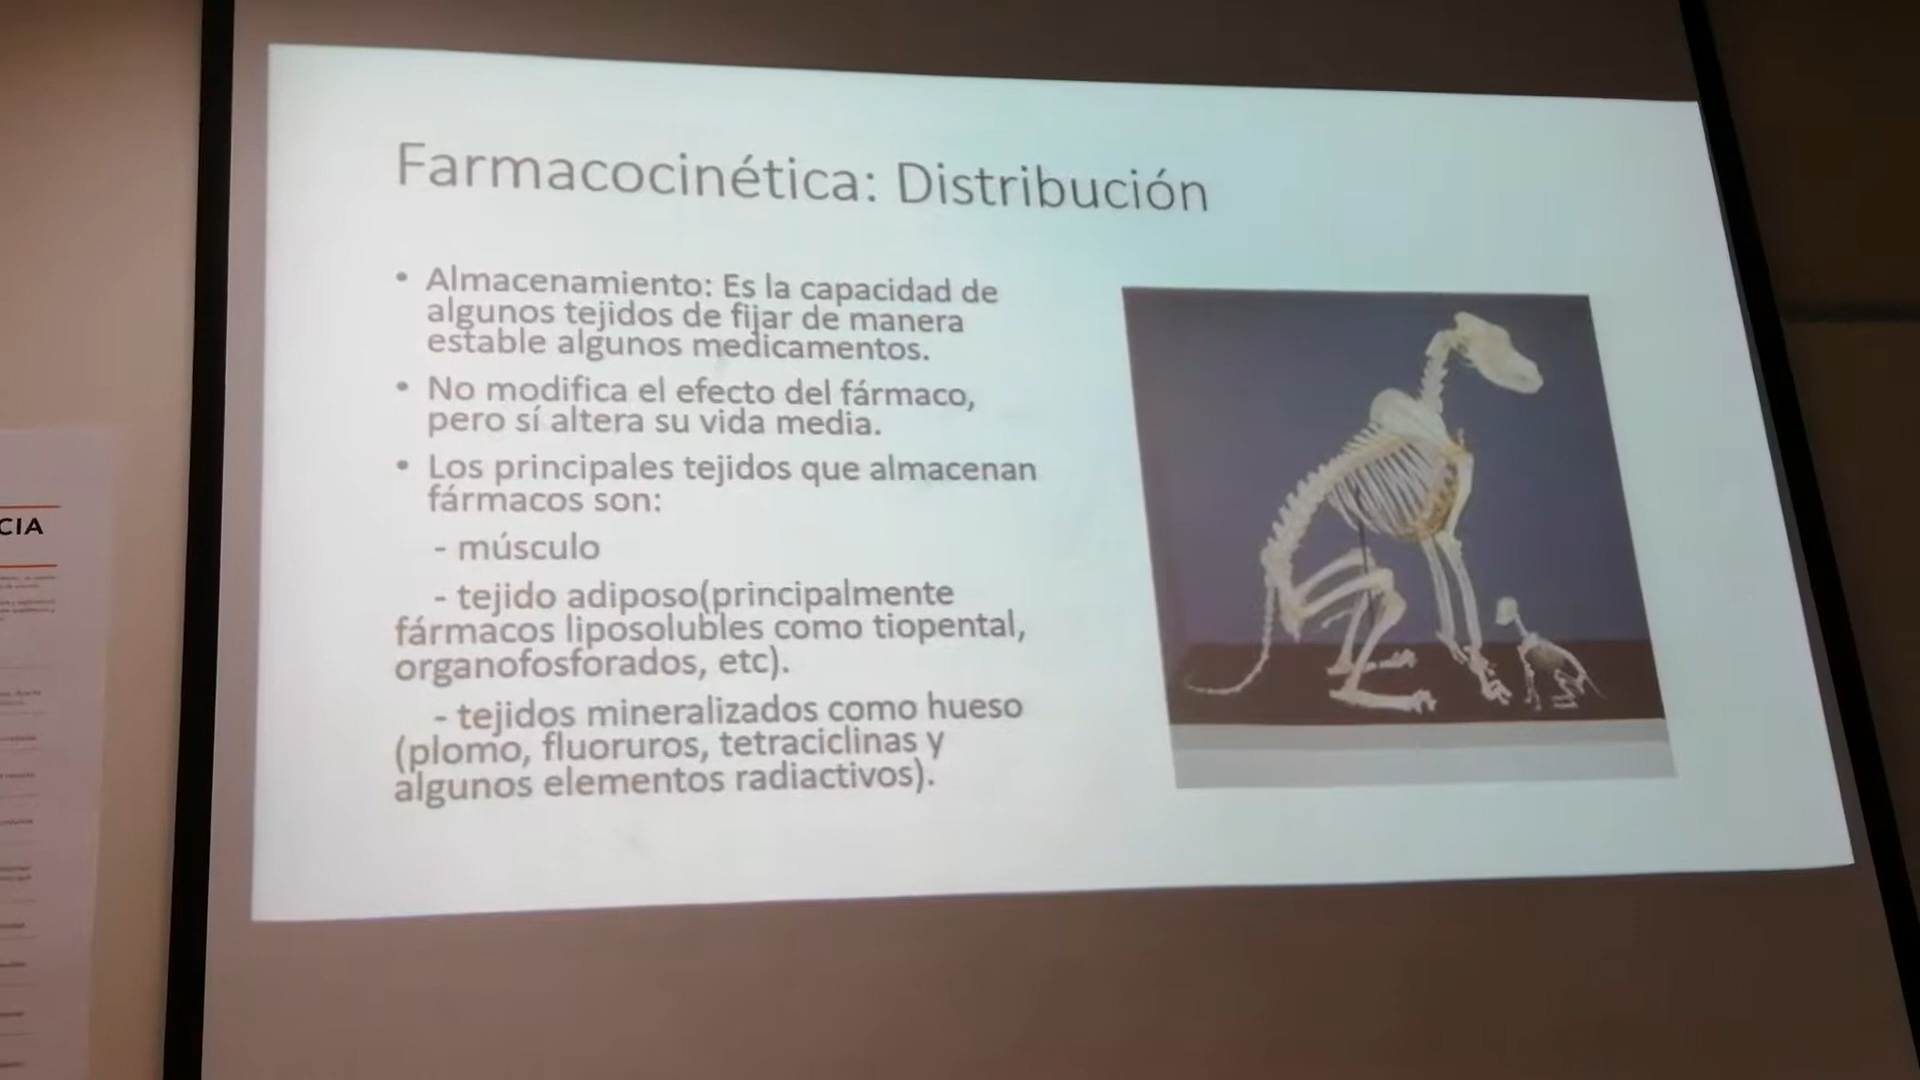 Farmacocinética: Distribución
• Almacenamiento: Es la capacidad de
algunos tejidos de fijar de manera
estable algunos medicamentos.
• No modifica el efecto del fármaco,
pero sí altera su vida media.
• Los principales tejidos que almacenan
fármacos son:
- músculo
- tejido adiposo(principalmente
fármacos liposolubles como tiopental,
organofosforados, etc).
- tejidos mineralizados como hueso
(plomo, fluoruros, tetraciclinas y
algunos elementos radiactivos).
CIA